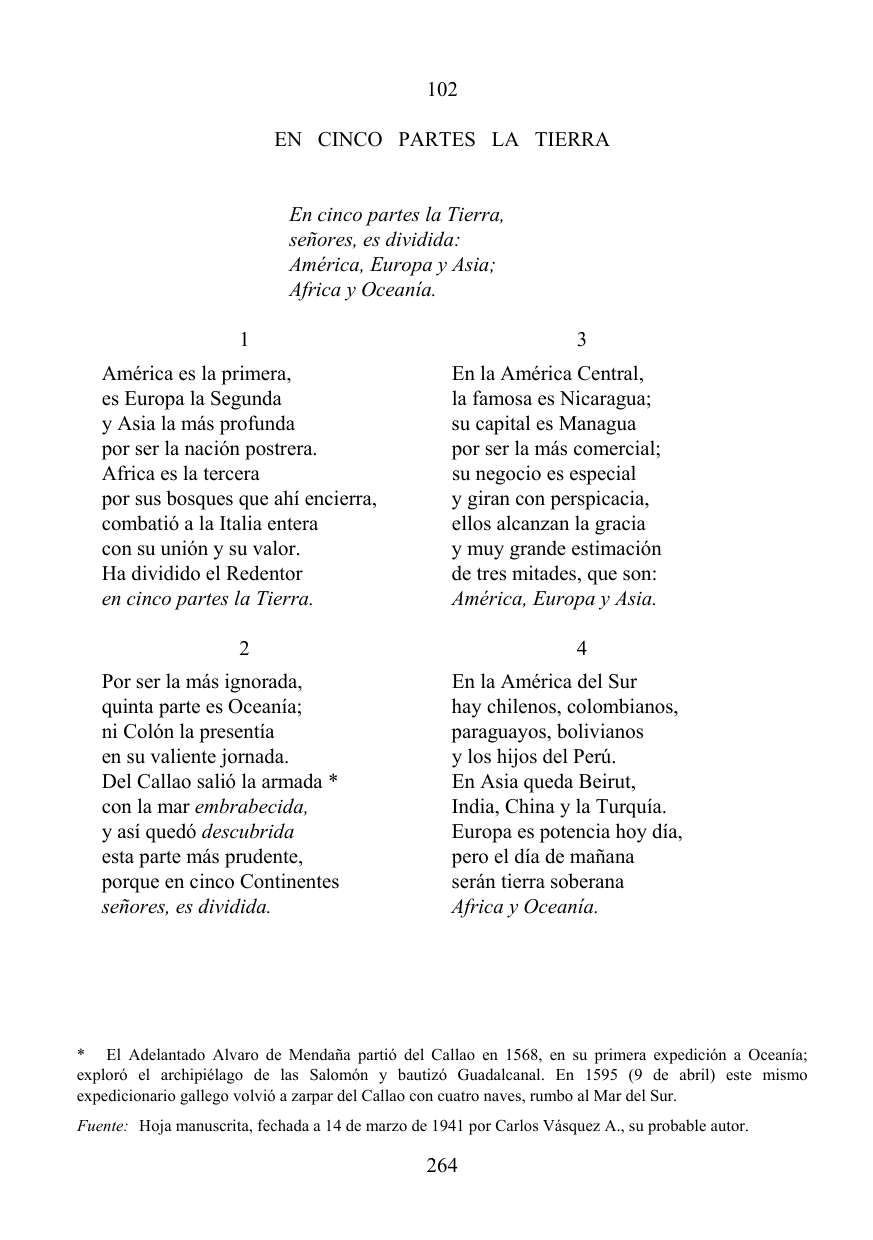 102
EN CINCO PARTES LA TIERRA
En cinco partes la Tierra,
señores, es dividida:
América, Europa y Asia;
Africa y Oceanía.
1
América es la primera,
es Europa la Segunda
y Asia la más profunda
por ser la nación postrera.
Africa es la tercera
por sus bosques que ahí encierra,
combatió a la Italia entera
con su unión y su valor.
Ha dividido el Redentor
en cinco partes la Tierra.
2
Por ser la más ignorada,
quinta parte es Oceanía;
ni Colón la presentía
en su valiente jornada.
Del Callao salió la armada *
con la mar embrabecida,
y así quedó descubrida
esta parte más prudente,
porque en cinco Continentes
señores, es dividida.
3
En la América Central,
la famosa es Nicaragua;
su capital es Managua
por ser la más comercial;
su negocio es especial
y giran con perspicacia,
ellos alcanzan la gracia
y muy grande estimación
de tres mitades, que son:
América, Europa y Asia.
4
En la América del Sur
hay chilenos, colombianos,
paraguayos, bolivianos
y los hijos del Perú.
En Asia queda Beirut,
India, China y la Turquía.
Europa es potencia hoy día,
pero el día de mañana
serán tierra soberana
Africa y Oceanía.
* El Adelantado Alvaro de Mendaña partió del Callao en 1568, en su primera expedición a Oceanía;
exploró el archipiélago de las Salomón y bautizó Guadalcanal. En 1595 (9 de abril) este mismo
expedicionario gallego volvió a zarpar del Callao con cuatro naves, rumbo al Mar del Sur.
Fuente: Hoja manuscrita, fechada a 14 de marzo de 1941 por Carlos Vásquez A., su probable autor.
264